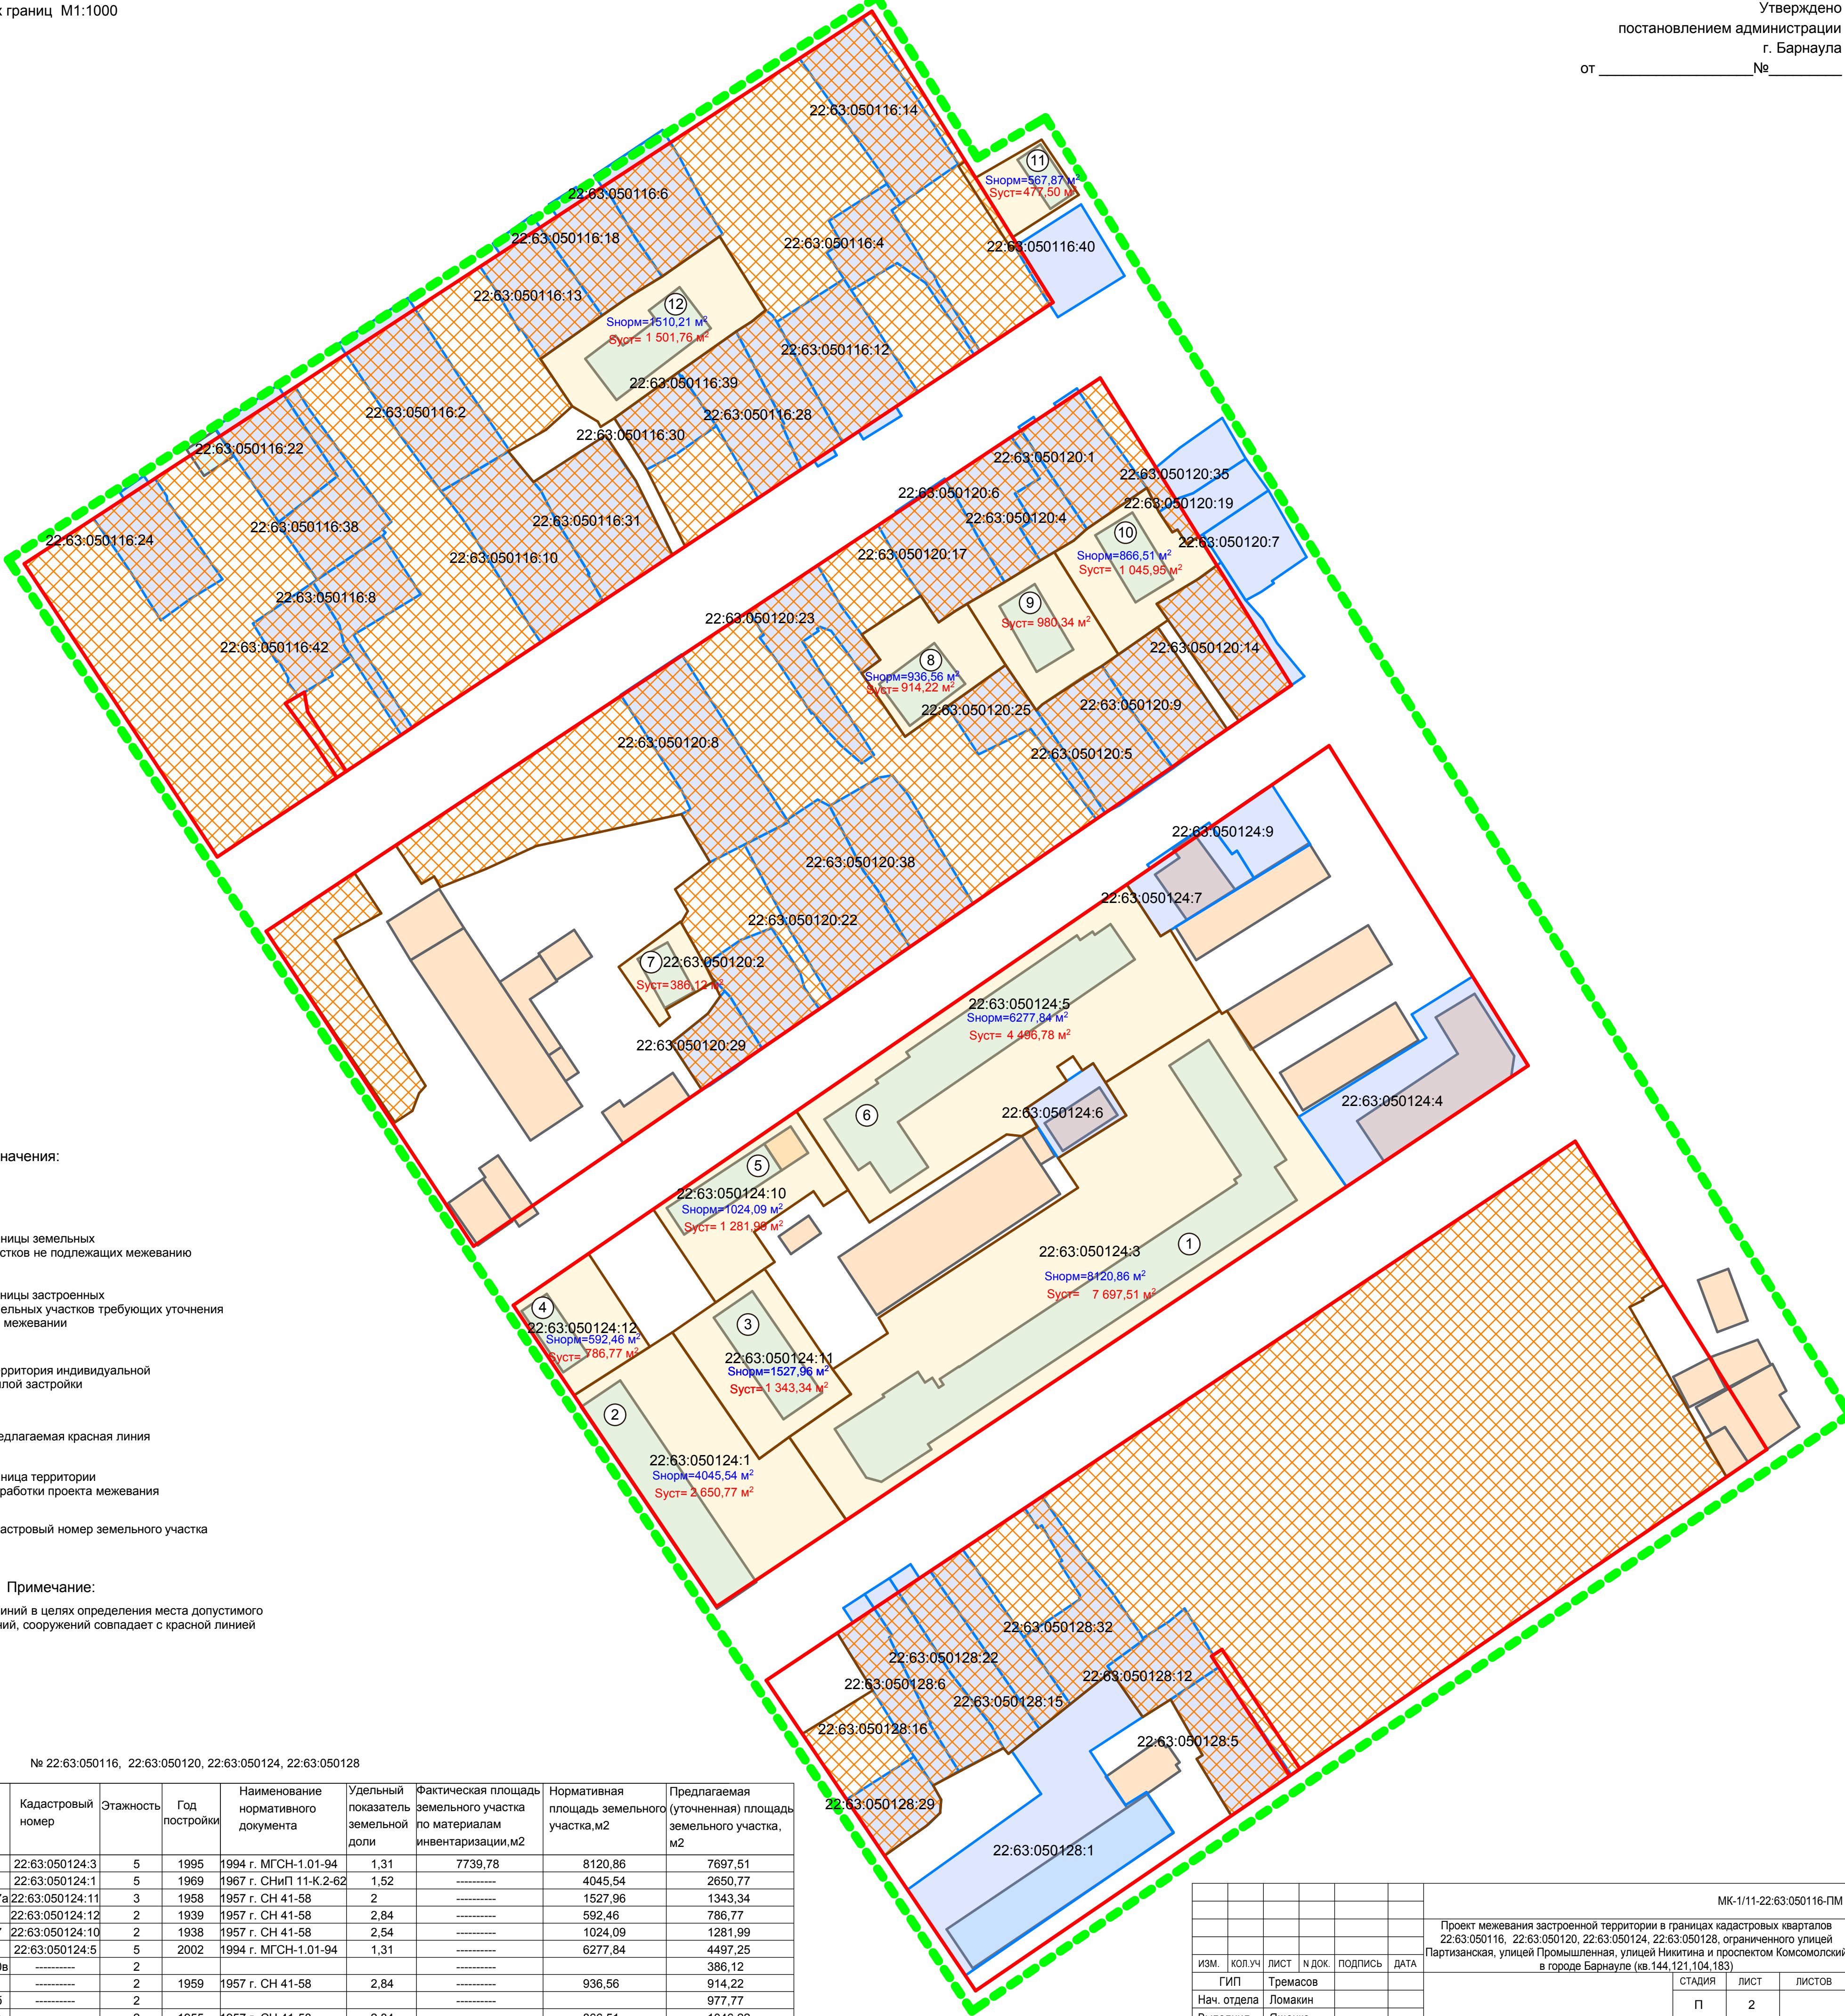 х границ М1:1000
Утверждено
постановлением администрации
г. Барнаула
от ____________________№_________
22:63:050116:14
11
Sнорм=567,87 м²
Sуст=477,50 м²
22:63:050116:6
22:63:050116:18
22:63:050116:4
22:63:050116:40
22:63:050116:13
12
Sнорм=1510,21 м²
Sуст= 1 501,76 м²
22:63:050116:12
22:63:050116:39
22:63:050116:2
22:63:050116:28
22:63:050116:30
22:63:050116:22
22:63:050120:1
22:63:050120:35
22:63:050120:6
22:63:050120:19
22:63:050116:38
22:63:050116:31
22:63:050120:4
10
22:63:050116:24
22:63:050120:7
22:63:050116:10
22:63:050120:17
Sнорм=866,51 м²
Sуст= 1 045,95 м²
22:63:050116:8
9
22:63:050120:23
Sуст= 980,34 м²
22:63:050116:42
22:63:050120:14
8
Sнорм=936,56 м²
Sуст= 914,22 м²
22:63:050120:25
22:63:050120:9
22:63:050120:8
22:63:050120:5
22:63:050124:9
22:63:050120:38
22:63:050124:7
22:63:050120:22
7
22:63:050120:2
Sуст=386,12 м²
22:63:050124:5
Sнорм=6277,84 м²
Sуст= 4 496,78 м²
22:63:050120:29
22:63:050124:4
6
22:63:050124:6
5
22:63:050124:10
Sнорм=1024,09 м²
Sуст= 1 281,99 м²
1
22:63:050124:3
Sнорм=8120,86 м²
Sуст= 7 697,51 м²
4
22:63:050124:12
Sнорм=592,46 м²
Sуст= 786,77 м²
3
22:63:050124:11
Sнорм=1527,96 м²
Sуст= 1 343,34 м²
2
22:63:050124:1
Sнорм=4045,54 м²
Sуст= 2 650,77 м²
начения:
ницы земельных
стков не подлежащих межеванию
ницы застроенных
ельных участков требующих уточнения
межевании
рритория индивидуальной
лой застройки
едлагаемая красная линия
ница территории
работки проекта межевания
астровый номер земельного участка
Примечание:
иний в целях определения места допустимого
ний, сооружений совпадает с красной линией
22:63:050128:32
22:63:050128:22
22:63:050128:12
22:63:050128:6
22:63:050128:15
22:63:050128:16
22:63:050128:5
22:63:050128:29
22:63:050128:1
№ 22:63:050116, 22:63:050120, 22:63:050124, 22:63:050128
Кадастровый номер Этажность Год постройки Наименование нормативного документа Удельный показатель земельной доли Фактическая площадь земельного участка по материалам инвентаризации,м2 Нормативная площадь земельного участка,м2 Предлагаемая (уточненная) площадь земельного участка, м2
22:63:050124:3 5 1995 1994 г. МГСН-1.01-94 1,31 7739,78 8120,86 7697,51
22:63:050124:1 5 1969 1967 г. СНиП 11-К.2-62 1,52 ---------- 4045,54 2650,77
7а 22:63:050124:11 3 1958 1957 г. СН 41-58 2 ---------- 1527,96 1343,34
22:63:050124:12 2 1939 1957 г. СН 41-58 2,84 ---------- 592,46 786,77
22:63:050124:10 2 1938 1957 г. СН 41-58 2,54 ---------- 1024,09 1281,99
22:63:050124:5 5 2002 1994 г. МГСН-1.01-94 1,31 ---------- 6277,84 4497,25
в ---------- 2 ---------- 386,12
---------- 2 1959 1957 г. СН 41-58 2,84 ---------- 936,56 914,22
---------- 2 ---------- 977,77
МК-1/11-22:63:050116-ПМ
Проект межевания застроенной территории в границах кадастровых кварталов
22:63:050116, 22:63:050120, 22:63:050124, 22:63:050128, ограниченного улицей
Партизанская, улицей Промышленная, улицей Никитина и проспектом Комсомолский
в городе Барнауле (кв.144,121,104,183)
ИЗМ. КОЛ.УЧ ЛИСТ N ДОК. ПОДПИСЬ ДАТА
ГИП Тремасов
СТАДИЯ ЛИСТ ЛИСТОВ
Нач. отдела Ломакин
П 2